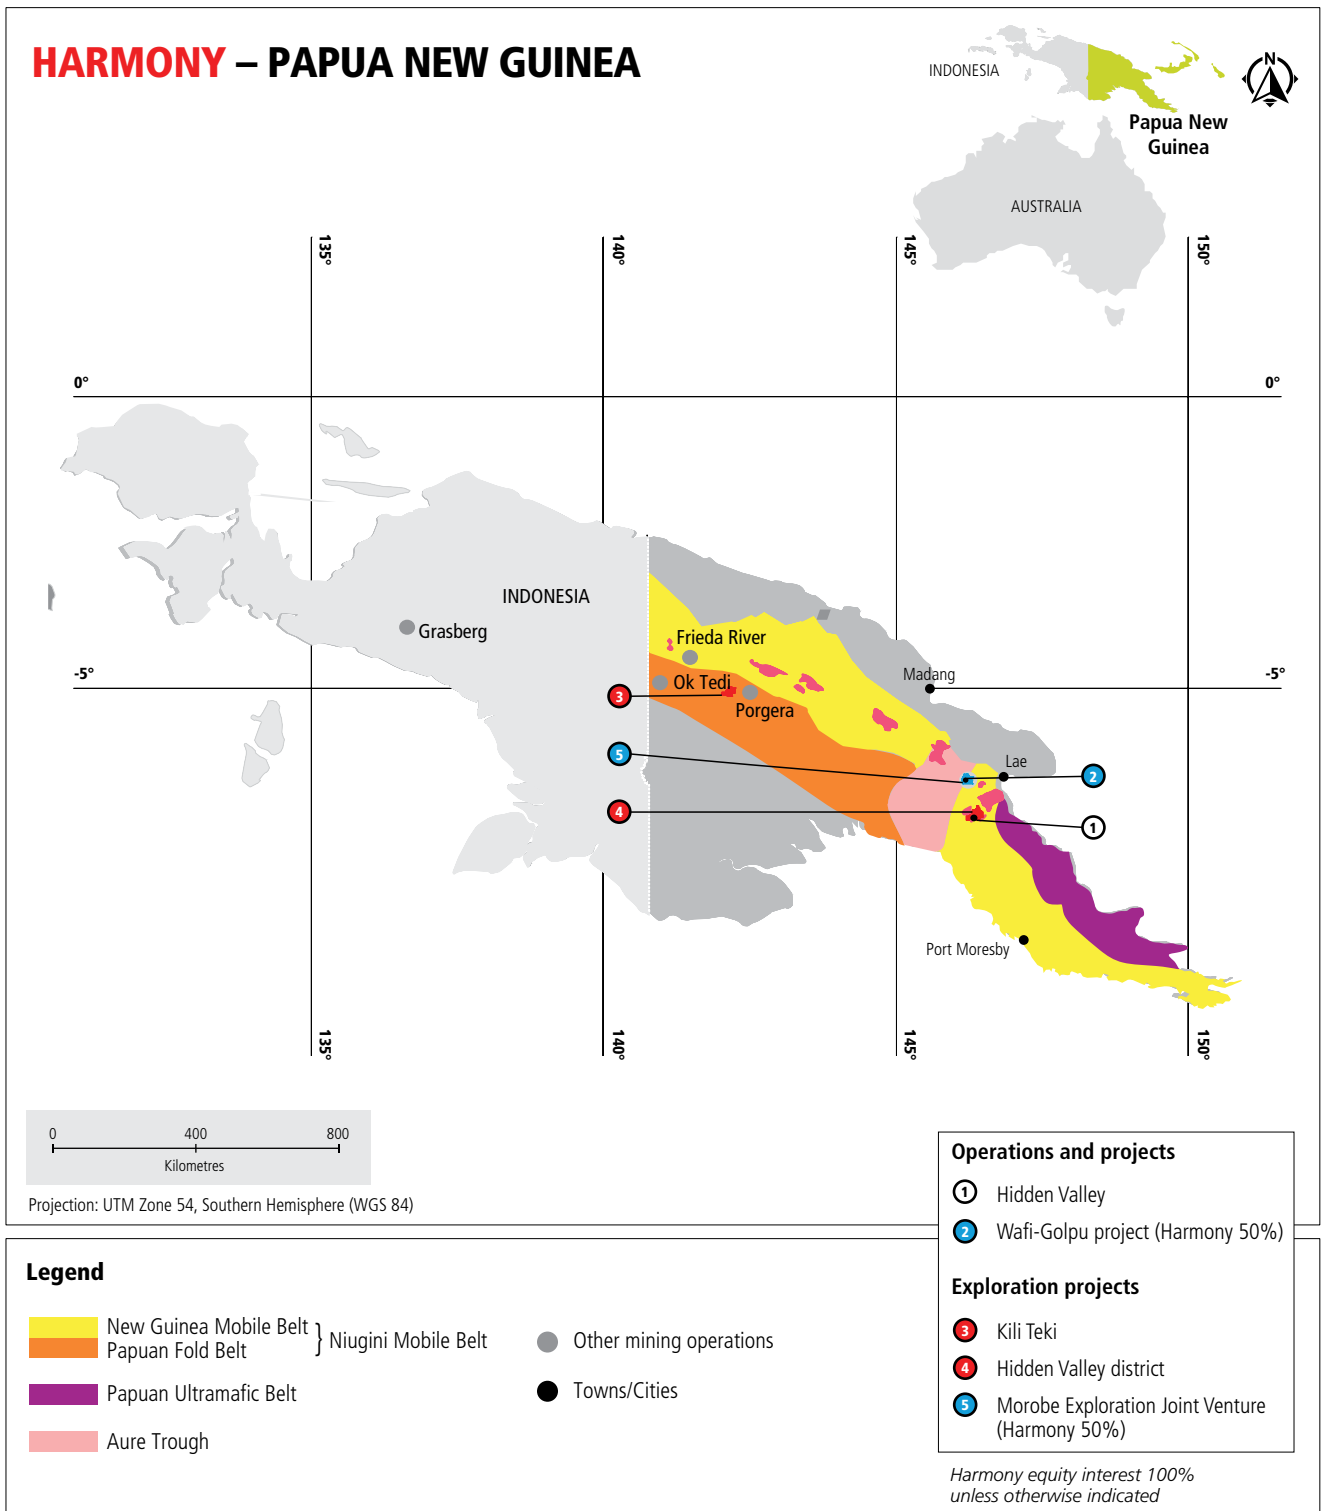 HARMONY – PAPUA NEW GUINEA
INDONESIA
N
Papua New
Guinea
AUSTRALIA
135°
140°
145°
150°
0°
0°
INDONESIA
Grasberg
Frieda River
-5°
-5°
Madang
Ok Tedi
3
Porgera
5
Lae
2
4
1
Port Moresby
135°
140°
145°
150°
0
400
800
Kilometres
Projection: UTM Zone 54, Southern Hemisphere (WGS 84)
Operations and projects
1 Hidden Valley
2 Wafi-Golpu project (Harmony 50%)
Exploration projects
3 Kili Teki
4 Hidden Valley district
5 Morobe Exploration Joint Venture
(Harmony 50%)
Harmony equity interest 100%
unless otherwise indicated
Legend
New Guinea Mobile Belt
Papuan Fold Belt
} Niugini Mobile Belt
Papuan Ultramafic Belt
Aure Trough
Other mining operations
Towns/Cities